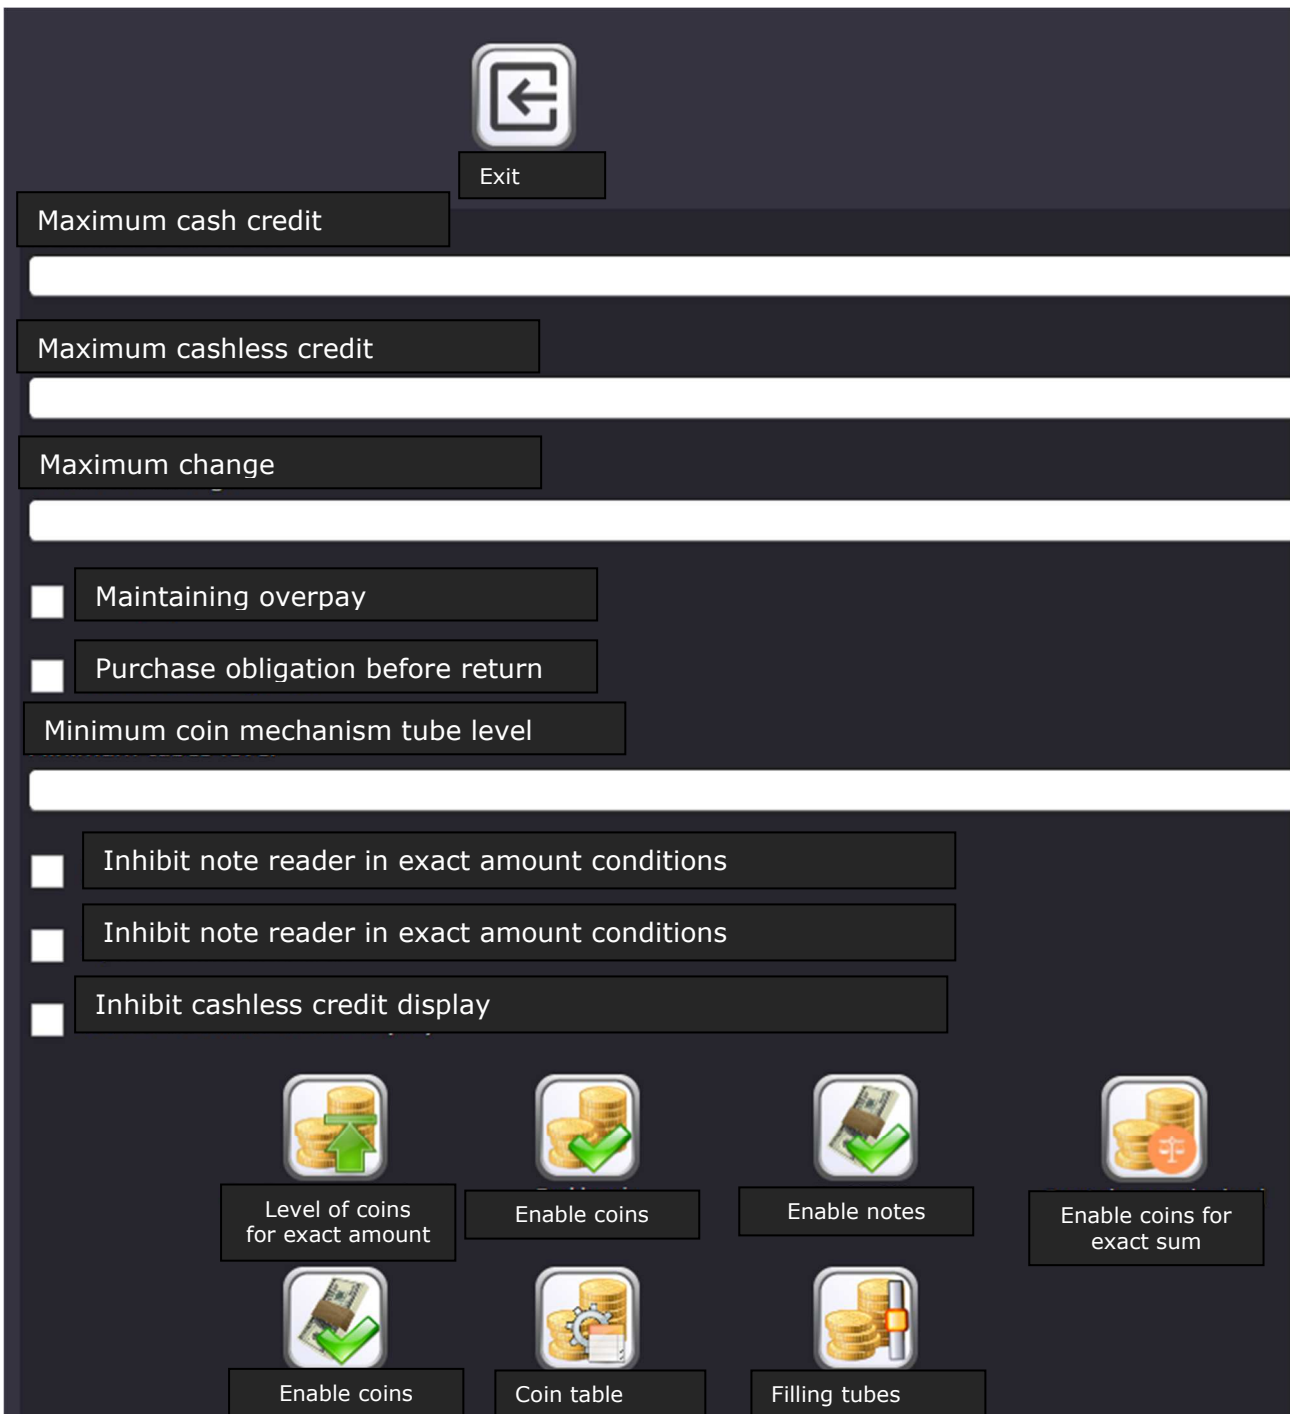 Exit
Maximum cash credit
Maximum cashless credit
Maximum change
Maintaining overpay
Purchase obligation before return
Minimum coin mechanism tube level
Inhibit note reader in exact amount conditions
Inhibit note reader in exact amount conditions
Inhibit cashless credit display
Level of coins
for exact amount
Enable coins
Enable notes
Enable coins for
exact sum
Enable coins
Coin table
Filling tubes